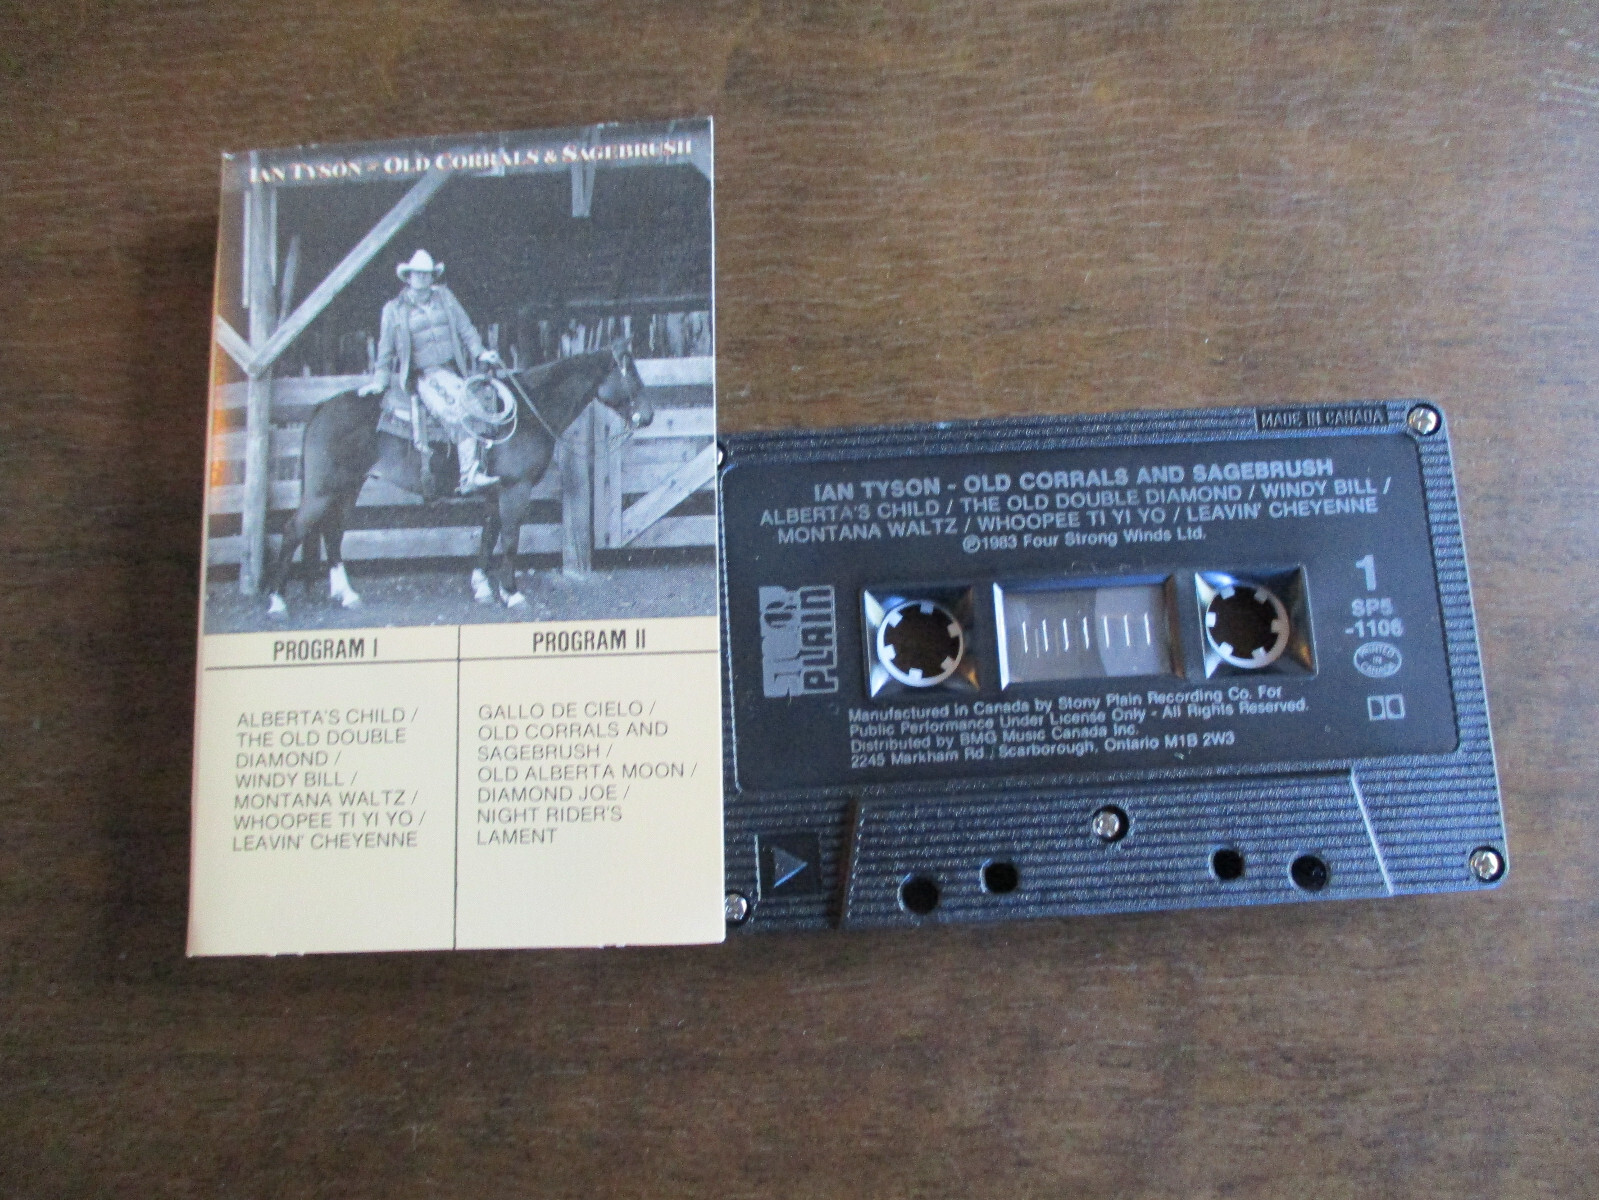 IAN TYSON - OLD CORRALS & SAGEBRUSH
PROGRAM I
ALBERTA'S CHILD /
THE OLD DOUBLE
DIAMOND /
WINDY BILL /
MONTANA WALTZ /
WHOOPEE TI YI YO /
LEAVIN' CHEYENNE
PROGRAM II
GALLO DE CIELO /
OLD CORRALS AND
SAGEBRUSH /
OLD ALBERTA MOON /
DIAMOND JOE /
NIGHT RIDER'S
LAMENT
MADE IN CANADA
IAN TYSON - OLD CORRALS AND SAGEBRUSH
ALBERTA'S CHILD / THE OLD DOUBLE DIAMOND / WINDY BILL /
MONTANA WALTZ / WHOOPEE TI YI YO / LEAVIN' CHEYENNE
℗1983 Four Strong Winds Ltd.
STONY
PLAIN
1
SP5
-1106
PRINTED
IN
CANADA
Manufactured in Canada by Stony Plain Recording Co. For
Public Performance Under License Only - All Rights Reserved.
Distributed by BMG Music Canada Inc.
2245 Markham Rd., Scarborough, Ontario M1B 2W3